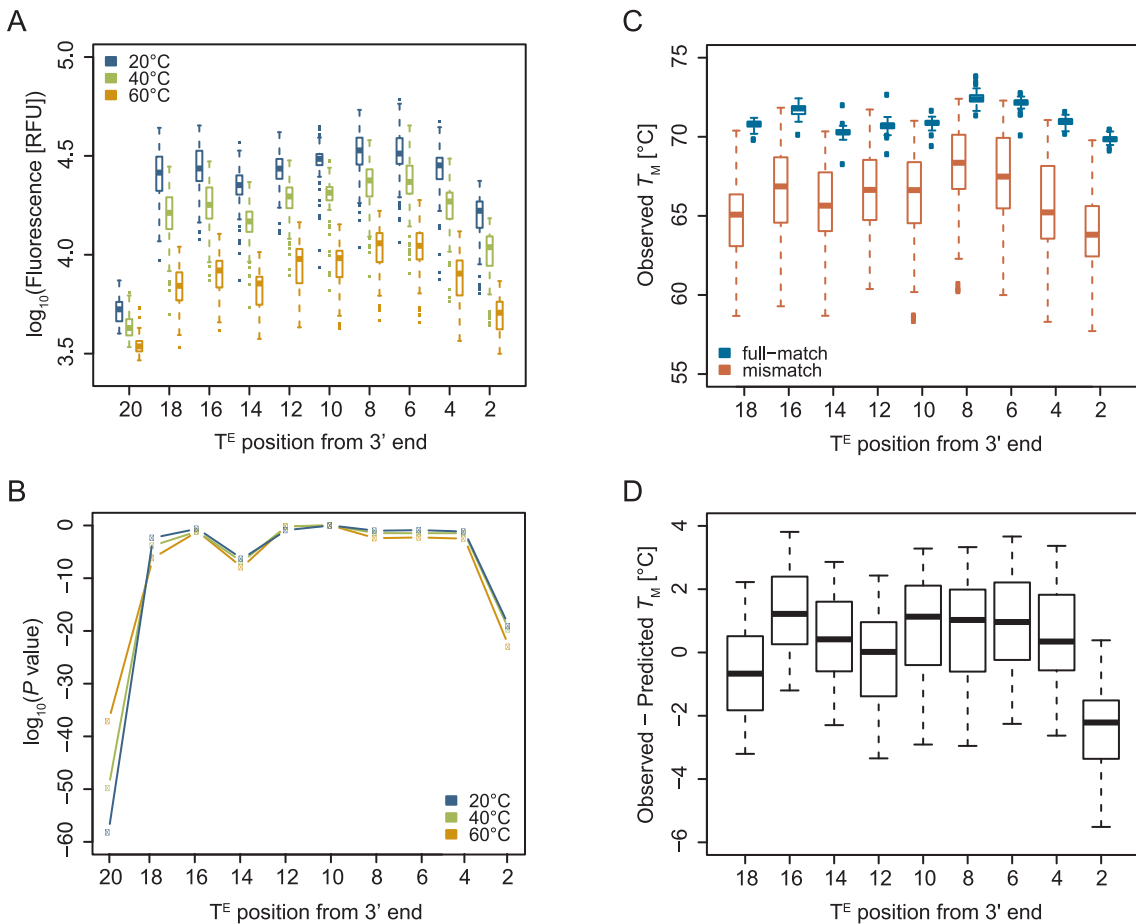 A
log10(Fluorescence [RFU])
5.0
4.5
4.0
3.5
20°C
40°C
60°C
20 18 16 14 12 10 8 6 4 2
TE position from 3' end
B
log10(P value)
0
−10
−20
−30
−40
−50
−60
20°C
40°C
60°C
20 18 16 14 12 10 8 6 4 2
TE position from 3' end
C
Observed TM [°C]
75
70
65
60
55
full−match
mismatch
18 16 14 12 10 8 6 4 2
TE position from 3' end
D
Observed − Predicted TM [°C]
4
2
0
−2
−4
−6
18 16 14 12 10 8 6 4 2
TE position from 3' end